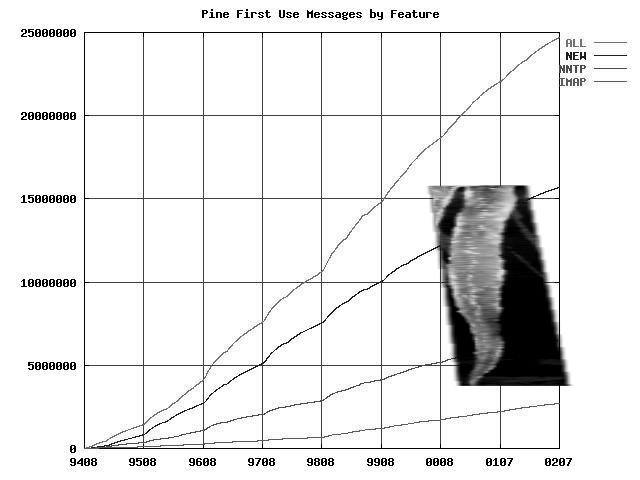 Pine First Use Messages by Feature
25000000
ALL
NEW
NNTP
IMAP
20000000
15000000
10000000
5000000
0
9408 9508 9608 9708 9808 9908 0008 0107 0207